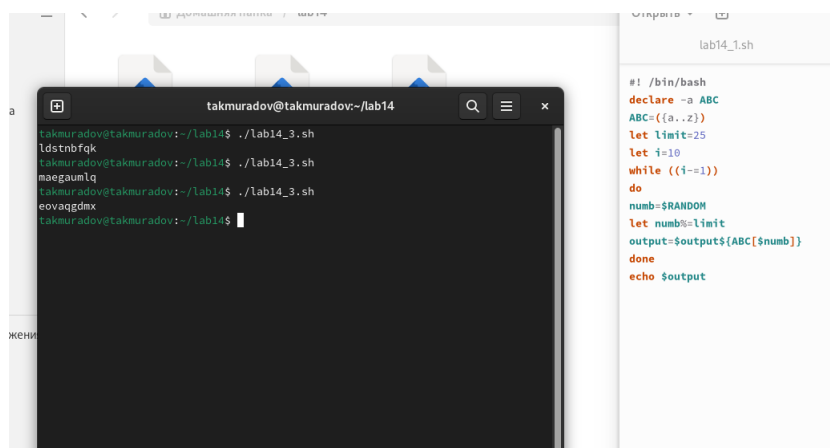 Домашняя папка / lab14
Открыть
lab14_1.sh
а
жени
takmuradov@takmuradov:~/lab14
takmuradov@takmuradov:~/lab14$ ./lab14_3.sh
ldstnbfqk
takmuradov@takmuradov:~/lab14$ ./lab14_3.sh
maegaumlq
takmuradov@takmuradov:~/lab14$ ./lab14_3.sh
eovaqgdmx
takmuradov@takmuradov:~/lab14$
#! /bin/bash
declare -a ABC
ABC=({a..z})
let limit=25
let i=10
while ((i-=1))
do
numb=$RANDOM
let numb%=limit
output=$output${ABC[$numb]}
done
echo $output